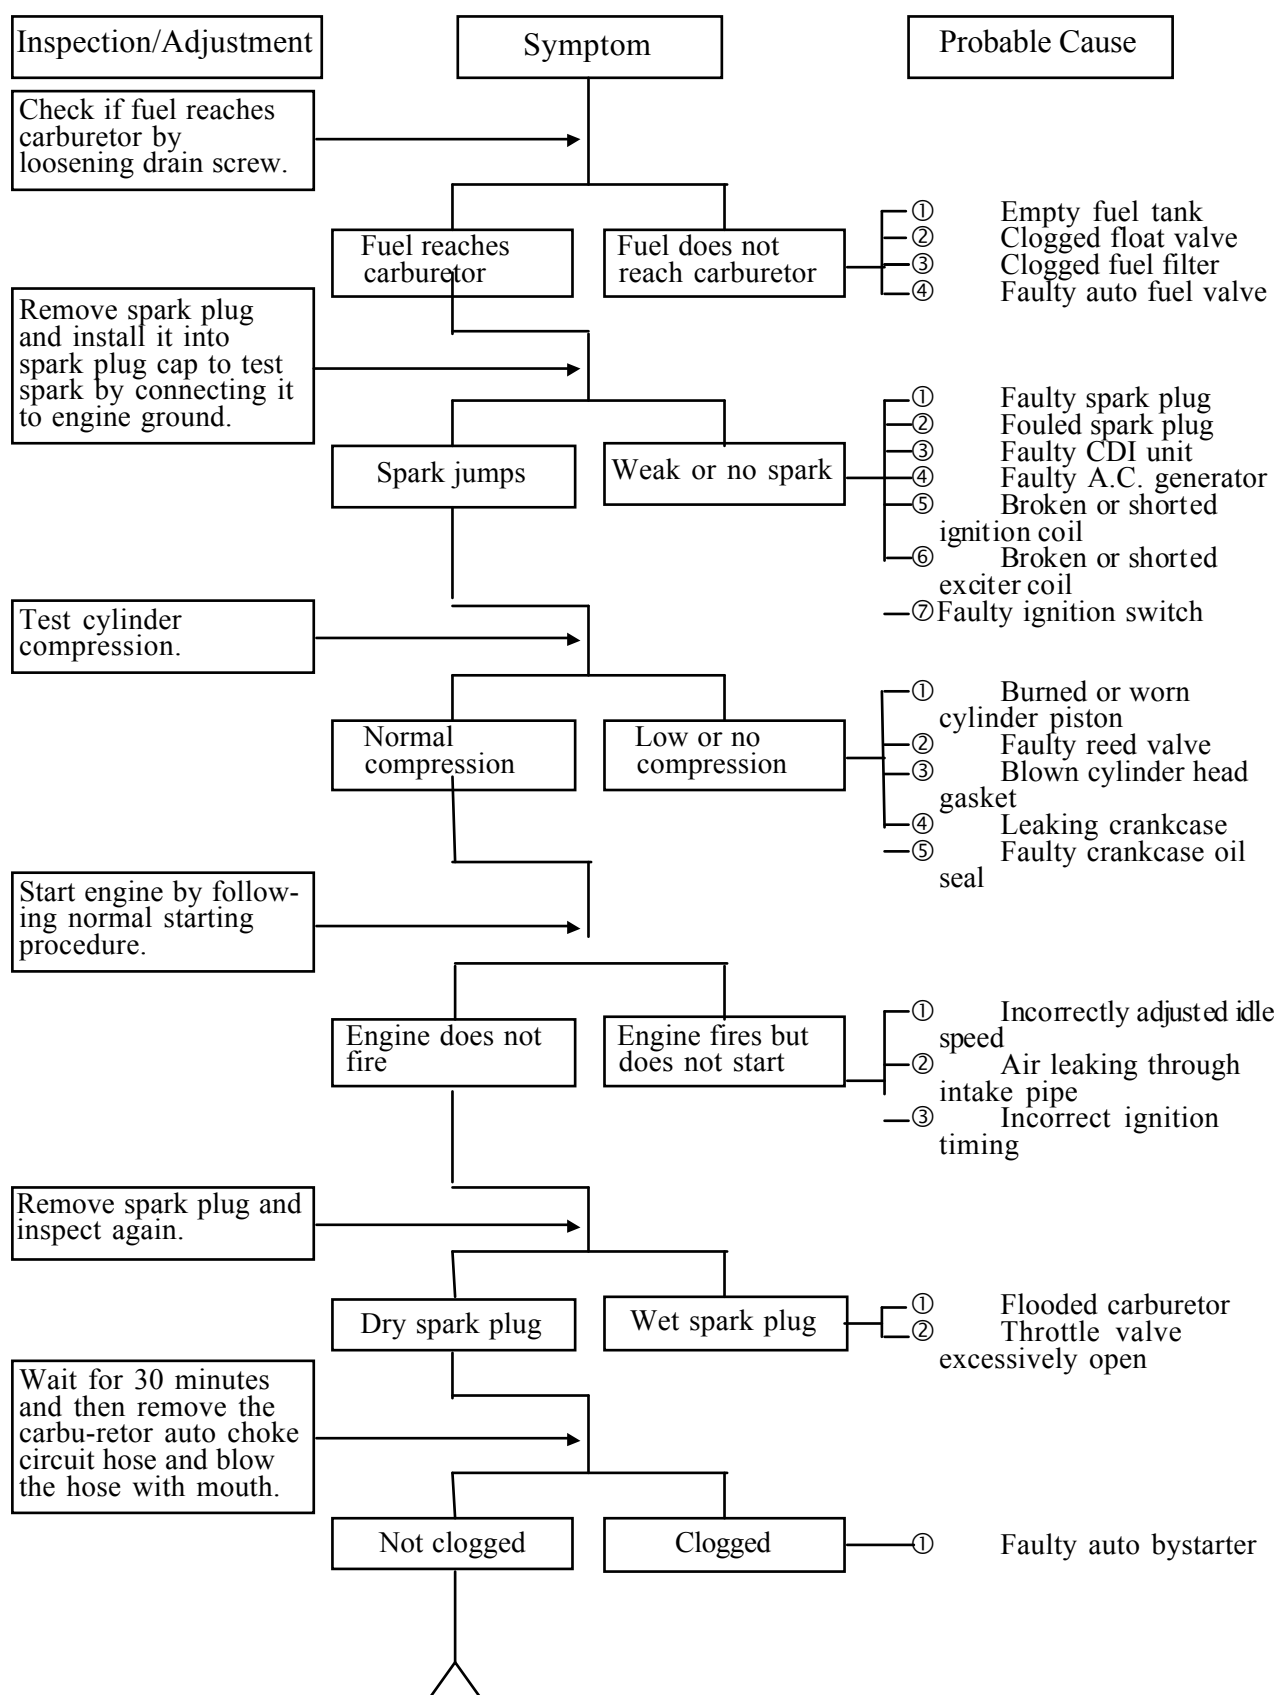 Inspection/Adjustment
Symptom
Probable Cause
Check if fuel reaches
carburetor by
loosening drain screw.
Fuel reaches
carburetor
Fuel does not
reach carburetor
① Empty fuel tank
② Clogged float valve
③ Clogged fuel filter
④ Faulty auto fuel valve
Remove spark plug
and install it into
spark plug cap to test
spark by connecting it
to engine ground.
Spark jumps
Weak or no spark
① Faulty spark plug
② Fouled spark plug
③ Faulty CDI unit
④ Faulty A.C. generator
⑤ Broken or shorted
ignition coil
⑥ Broken or shorted
exciter coil
⑦ Faulty ignition switch
Test cylinder
compression.
Normal
compression
Low or no
compression
① Burned or worn
cylinder piston
② Faulty reed valve
③ Blown cylinder head
gasket
④ Leaking crankcase
⑤ Faulty crankcase oil
seal
Start engine by follow-
ing normal starting
procedure.
Engine does not
fire
Engine fires but
does not start
① Incorrectly adjusted idle
speed
② Air leaking through
intake pipe
③ Incorrect ignition
timing
Remove spark plug and
inspect again.
Dry spark plug
Wet spark plug
① Flooded carburetor
② Throttle valve
excessively open
Wait for 30 minutes
and then remove the
carbu-retor auto choke
circuit hose and blow
the hose with mouth.
Not clogged
Clogged
① Faulty auto bystarter